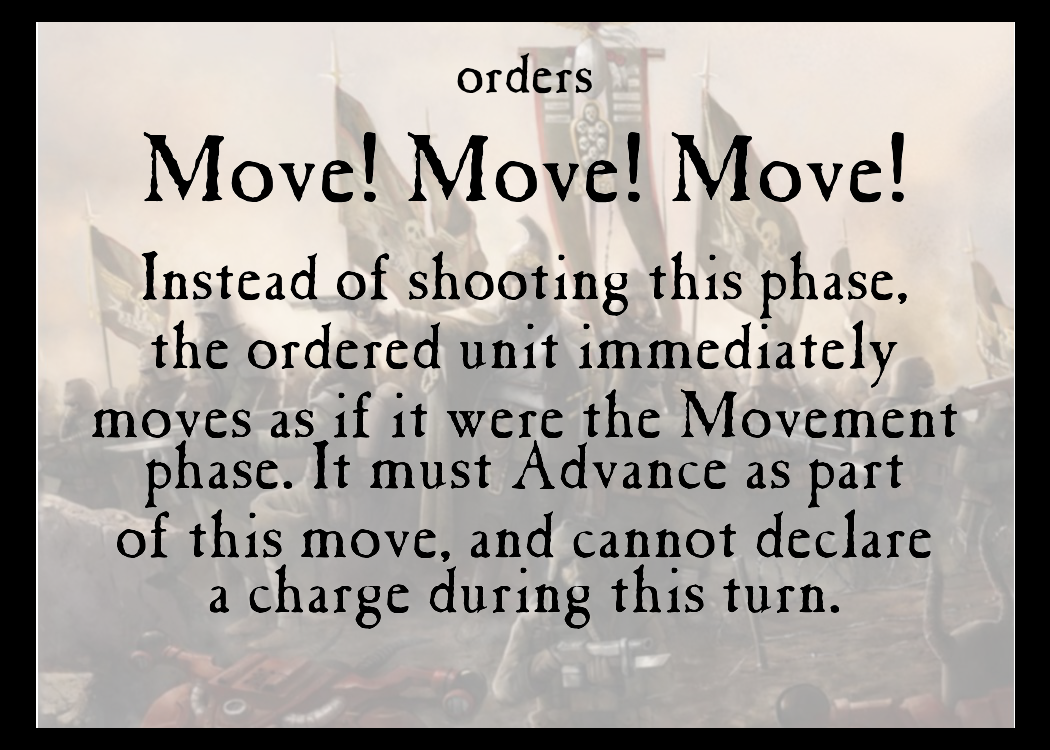 orders
Move! Move! Move!
Instead of shooting this phase,
the ordered unit immediately
moves as if it were the Movement
phase. It must Advance as part
of this move, and cannot declare
a charge during this turn.